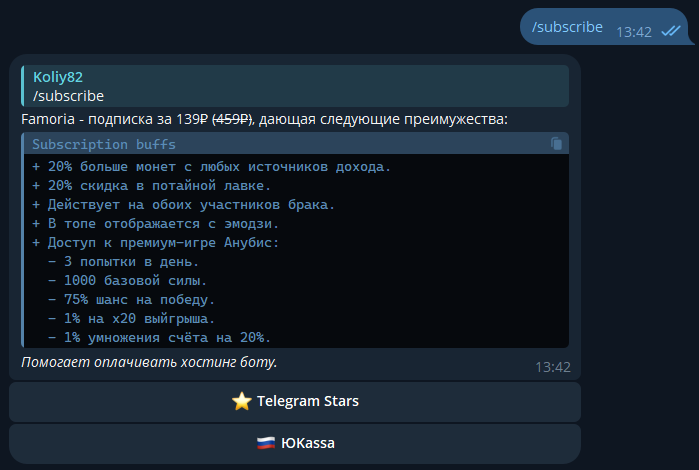 /subscribe 13:42
Koliy82
/subscribe
Famoria - подписка за 139₽ (459₽), дающая следующие преимужества:
Subscription buffs
+ 20% больше монет с любых источников дохода.
+ 20% скидка в потайной лавке.
+ Действует на обоих участников брака.
+ В топе отображается с эмодзи.
+ Доступ к премиум-игре Анубис:
- 3 попытки в день.
- 1000 базовой силы.
- 75% шанс на победу.
- 1% на x20 выйгрыша.
- 1% умножения счёта на 20%.
Помогает оплачивать хостинг боту. 13:42
Telegram Stars
ЮKassa